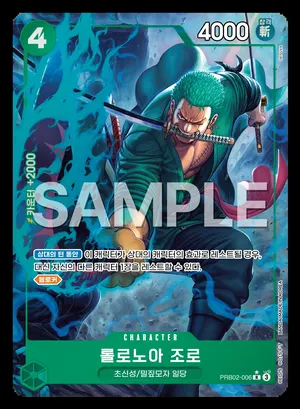 4
4000
참격
斬
카운터 +2000
SAMPLE
상대의 턴 동안 이 캐릭터가 상대의 캐릭터의 효과로 레스트될 경우,
대신 자신의 다른 캐릭터 1장을 레스트할 수 있다.
블로커
CHARACTER
롤로노아 조로
초신성/밀짚모자 일당
PRB02-006
3